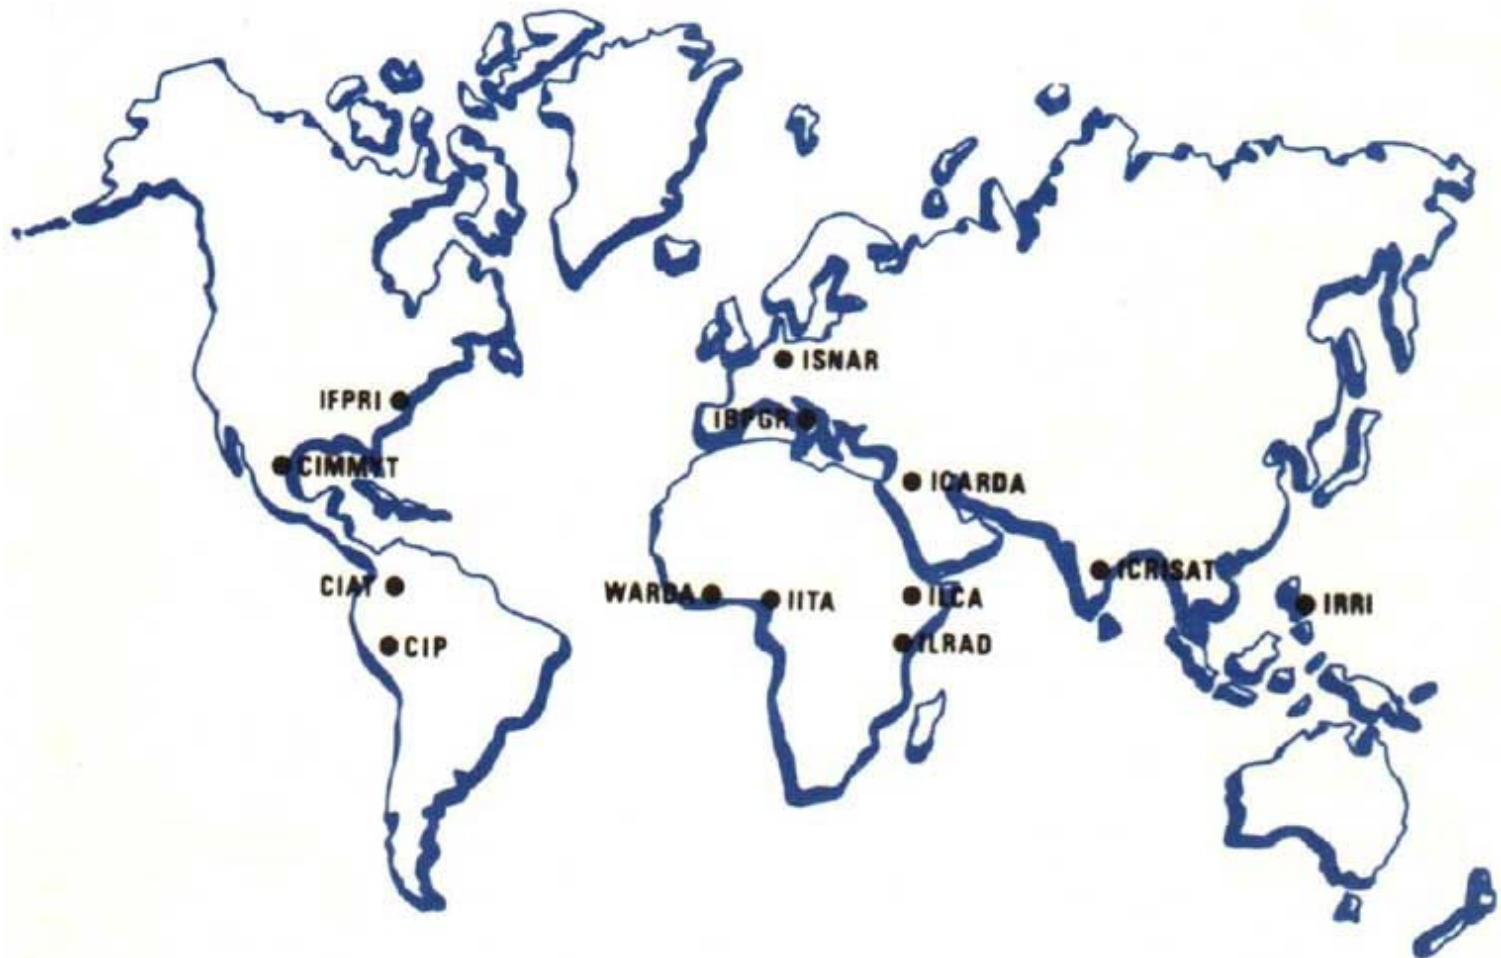 ISNAR
IFPRI
IBPGR
CIMMYT
ICARDA
ICRISAT
CIAT
WARDA
IITA
ILCA
IRRI
CIP
ILRAD